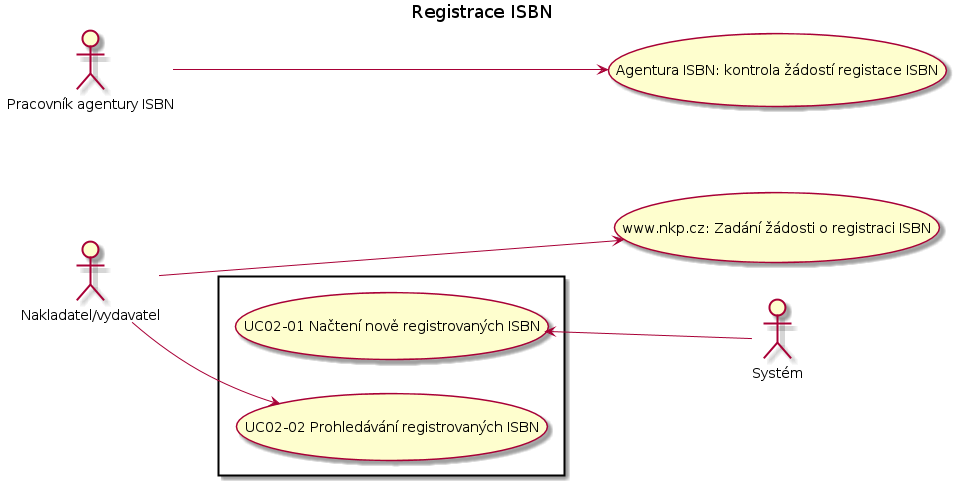 Registrace ISBN
Pracovník agentury ISBN
Agentura ISBN: kontrola žádostí registace ISBN
www.nkp.cz: Zadání žádosti o registraci ISBN
Nakladatel/vydavatel
UC02-01 Načtení nově registrovaných ISBN
Systém
UC02-02 Prohledávání registrovaných ISBN